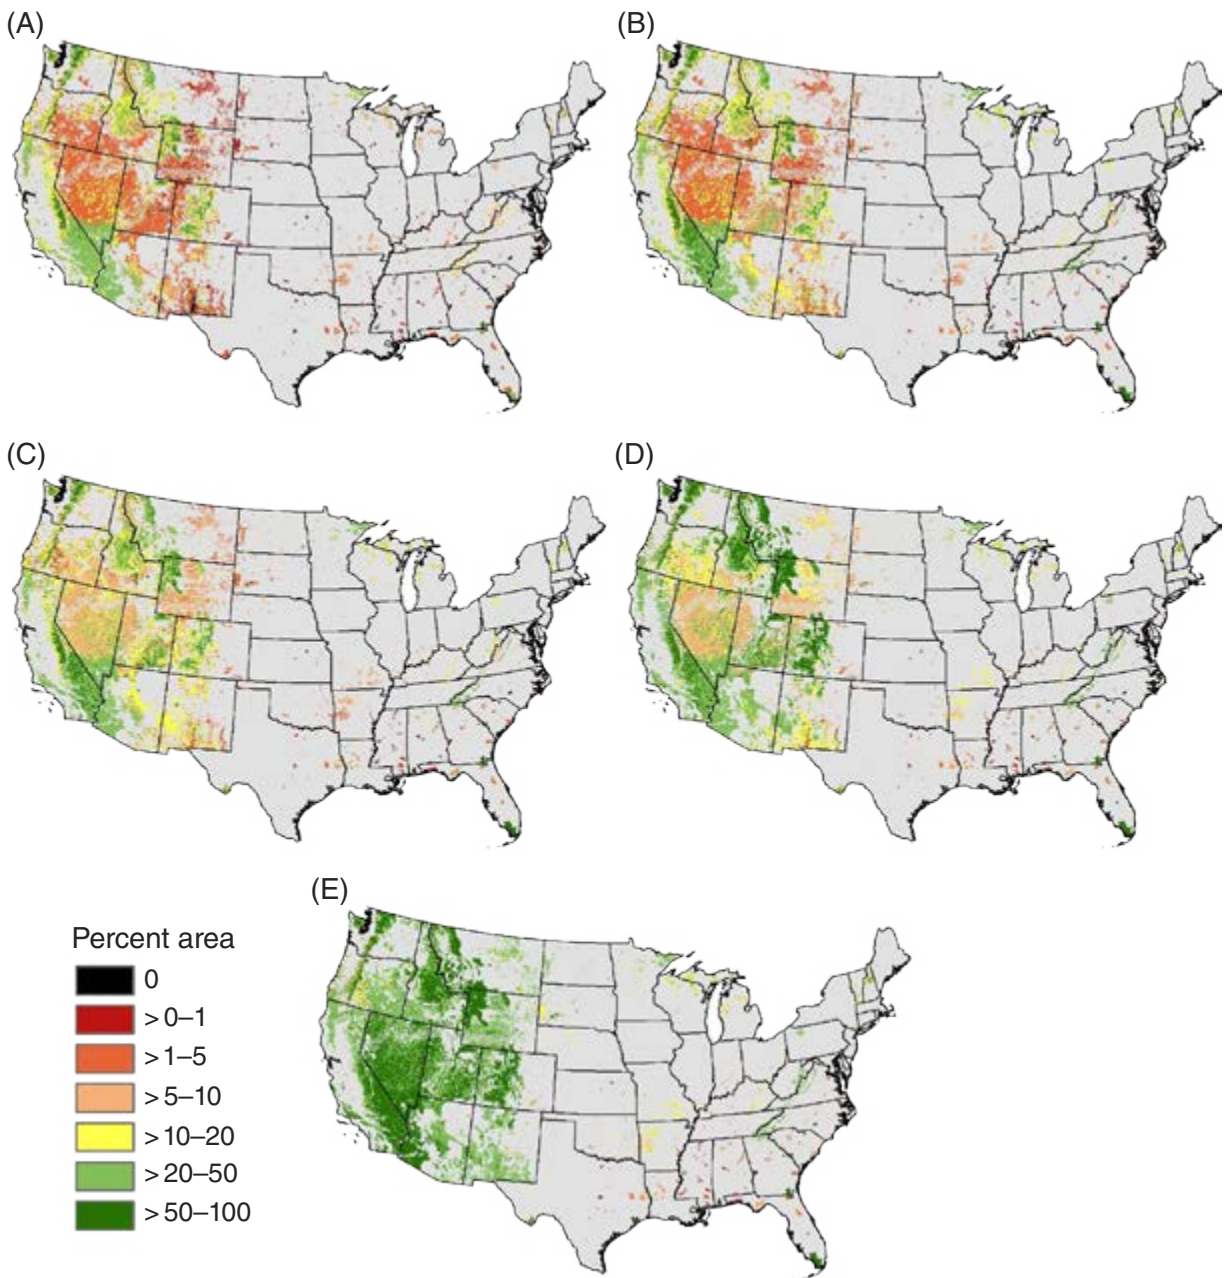 (A)
(B)
(C)
(D)
(E)
Percent area
0
> 0–1
> 1–5
> 5–10
> 10–20
> 20–50
> 50–100